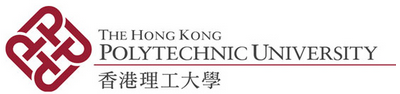 THE HONG KONG
POLYTECHNIC UNIVERSITY
香港理工大學